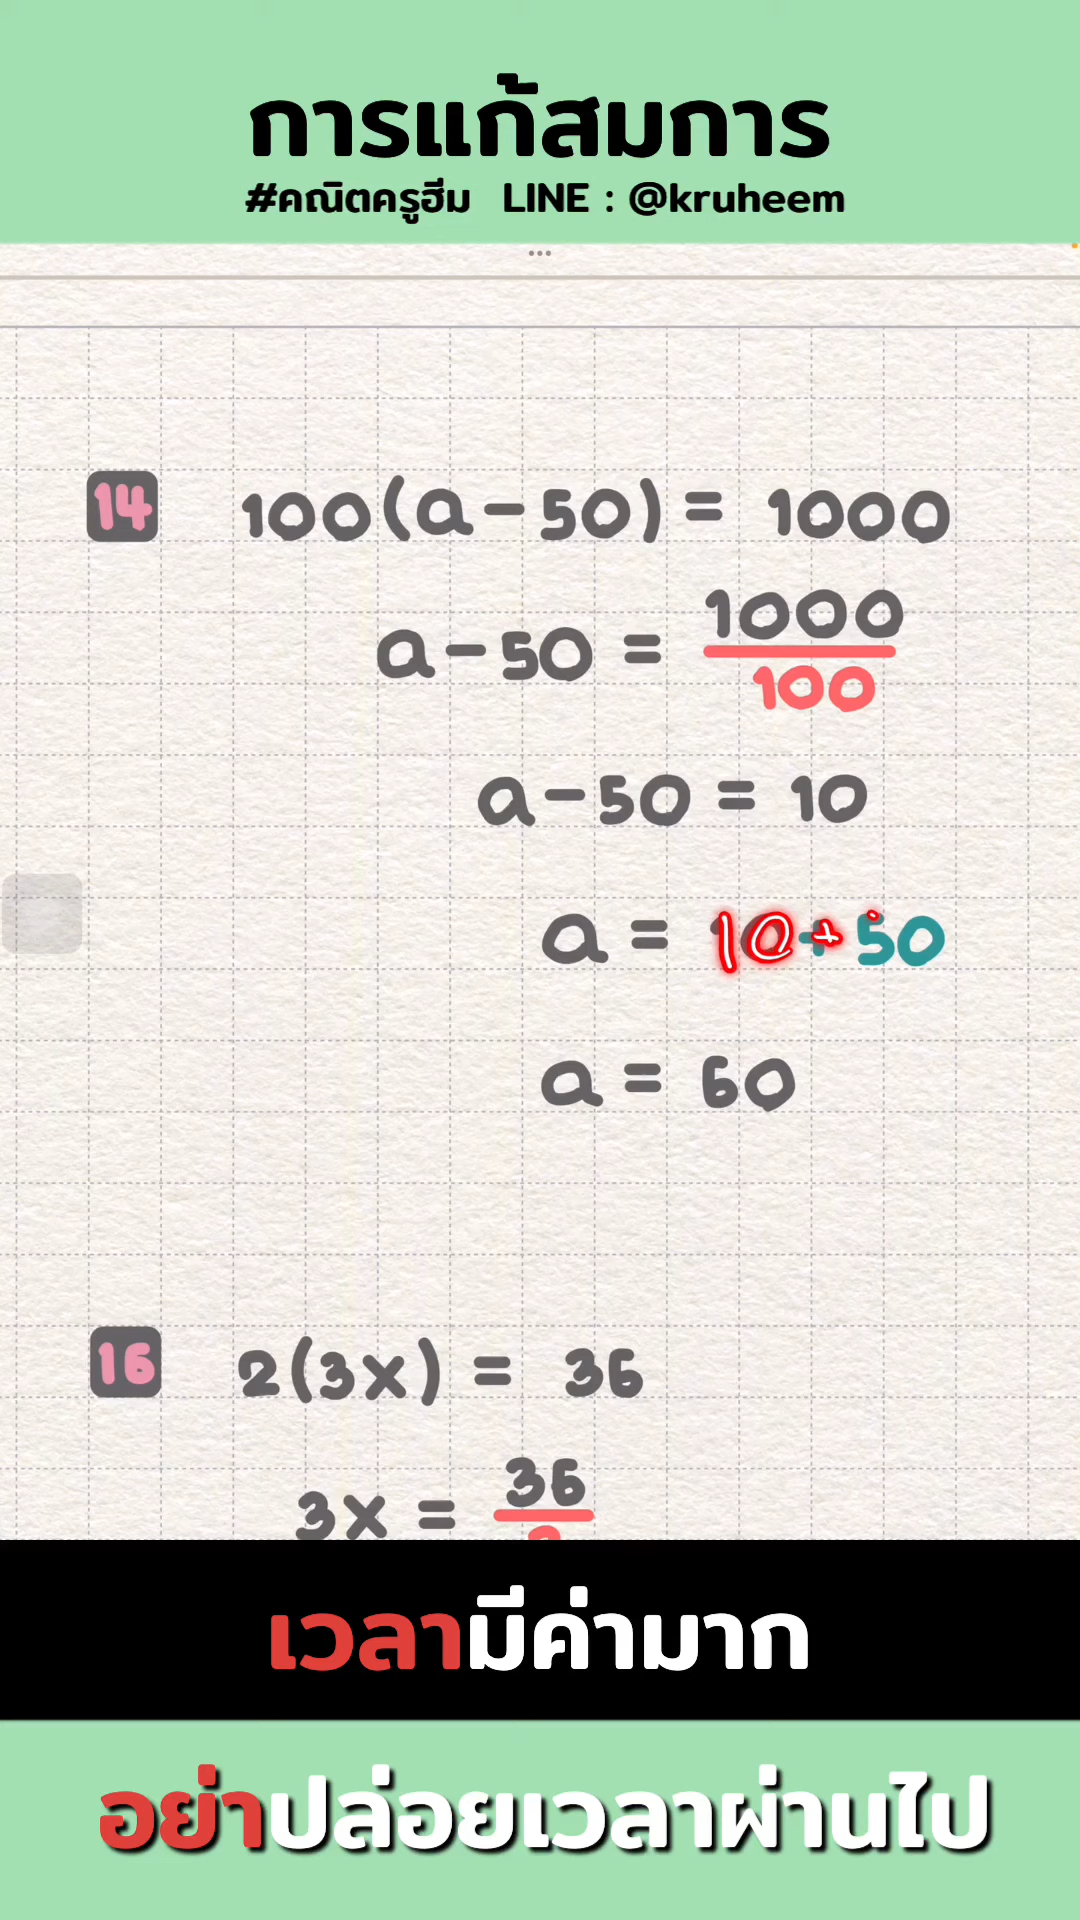 การแก้สมการ
#คณิตครูฮีม LINE : @kruheem
14 100(a-50) = 1000
a-50 = 1000/100
a-50 = 10
a = 10+50
a = 60
16 2(3x) = 36
3x = 36
เวลามีค่ามาก
อย่าปล่อยเวลาผ่านไป